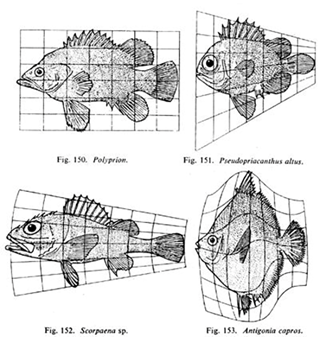 Fig. 150. Polyprion.
Fig. 151. Pseudopriacanthus altus.
Fig. 152. Scorpaena sp.
Fig. 153. Antigonia capros.